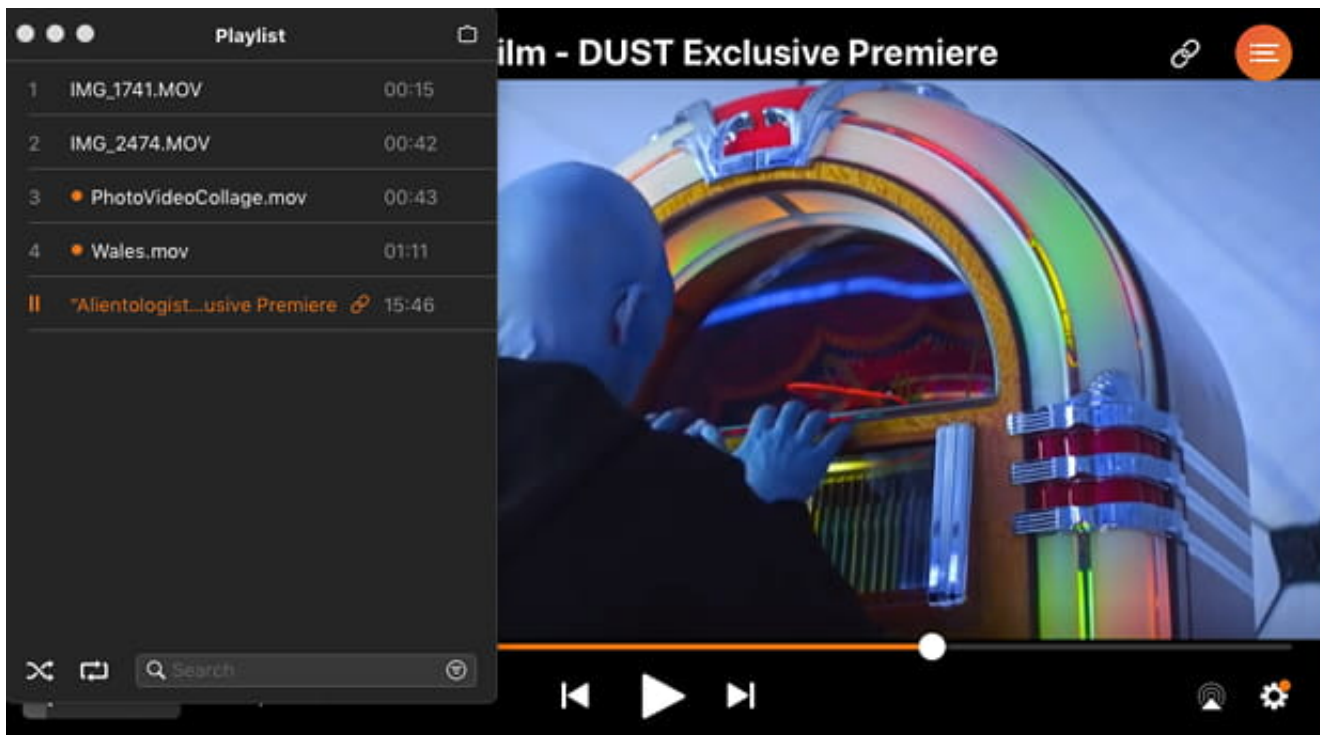 Playlist
ilm - DUST Exclusive Premiere
1 IMG_1741.MOV 00:15
2 IMG_2474.MOV 00:42
3 PhotoVideoCollage.mov 00:43
4 Wales.mov 01:11
"Alientologist...usive Premiere 15:46
Search